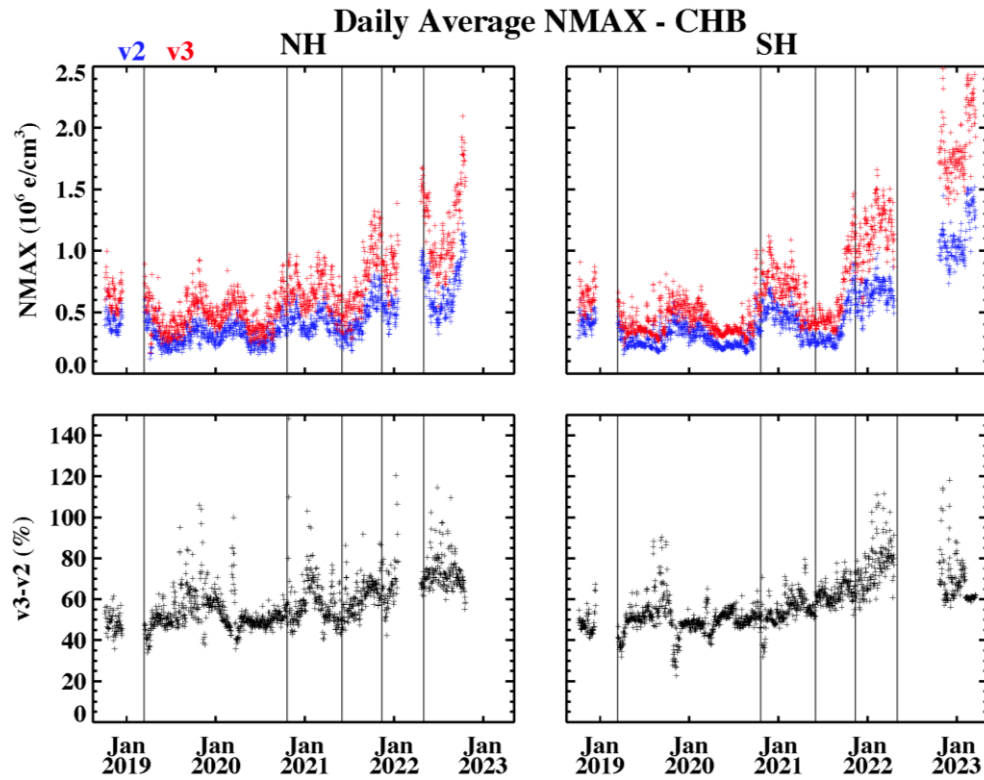 Daily Average NMAX - CHB
v2 v3 NH SH
NMAX (10⁶ e/cm³)
2.5
2.0
1.5
1.0
0.5
0.0
v3-v2 (%)
140
120
100
80
60
40
20
0
Jan Jan Jan Jan Jan Jan Jan Jan Jan Jan
2019 2020 2021 2022 2023 2019 2020 2021 2022 2023